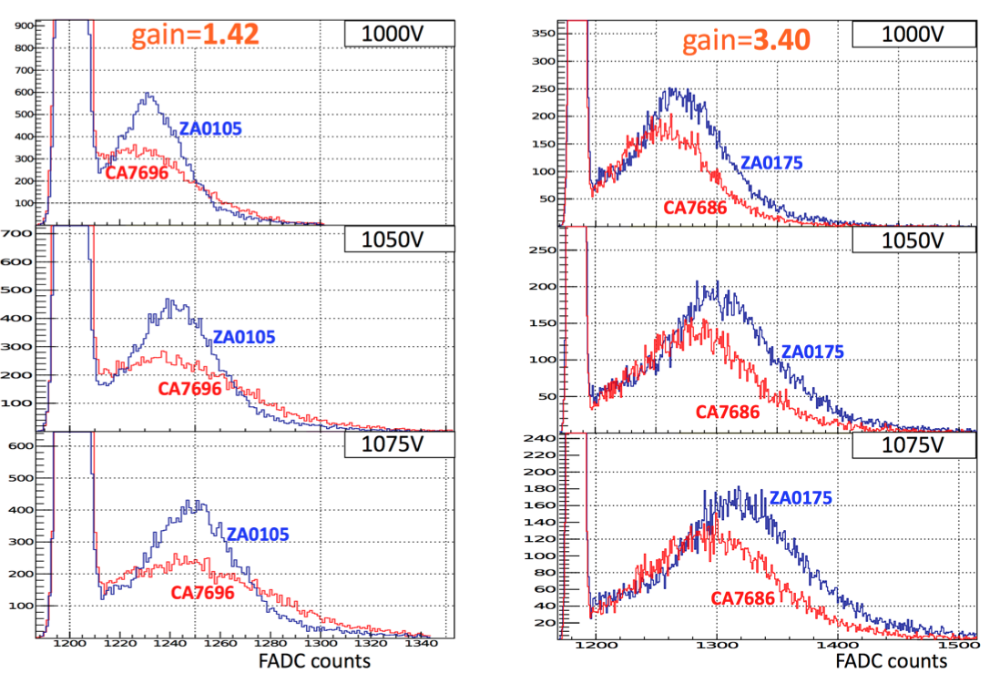 gain=1.42
1000V
900
800
700
600
500
400
300
200
100
ZA0105
CA7696
1050V
700
600
500
400
300
200
100
ZA0105
CA7696
1075V
600
500
400
300
200
100
ZA0105
CA7696
1200 1220 1240 1260 1280 1300 1320 1340
FADC counts
gain=3.40
1000V
350
300
250
200
150
100
50
ZA0175
CA7686
1050V
250
200
150
100
50
ZA0175
CA7686
1075V
240
220
200
180
160
140
120
100
80
60
40
20
ZA0175
CA7686
1200 1300 1400 1500
FADC counts